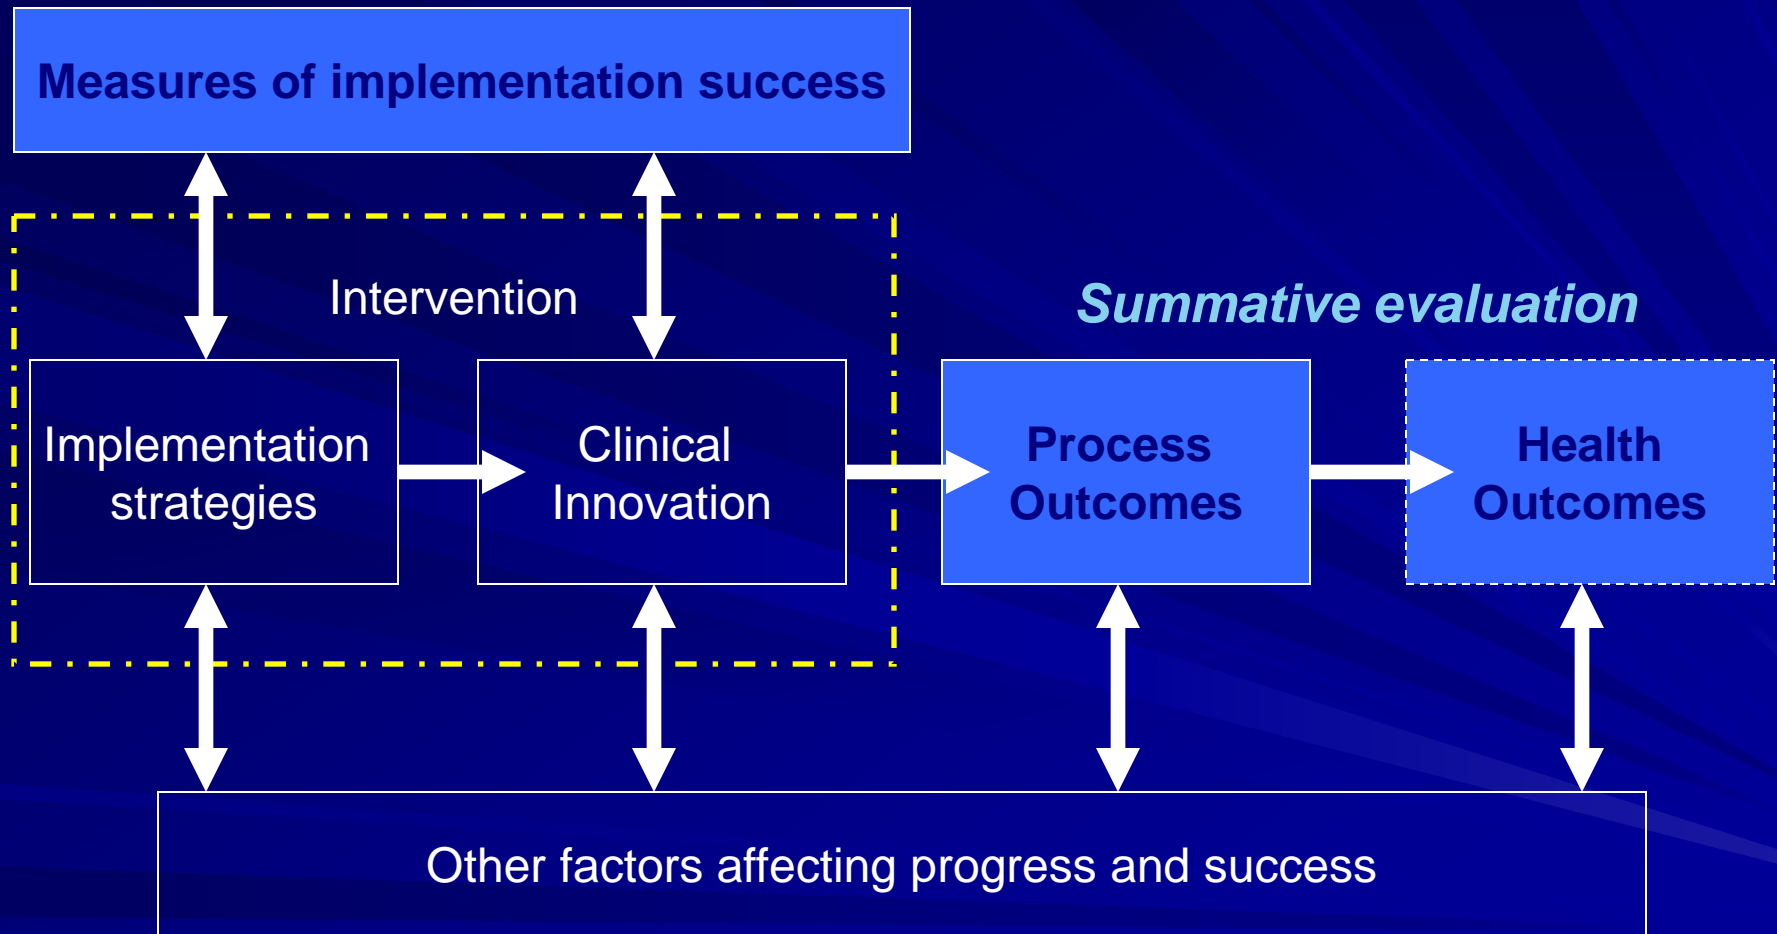 Measures of implementation success
Intervention
Summative evaluation
Implementation
strategies
Clinical
Innovation
Process
Outcomes
Health
Outcomes
Other factors affecting progress and success